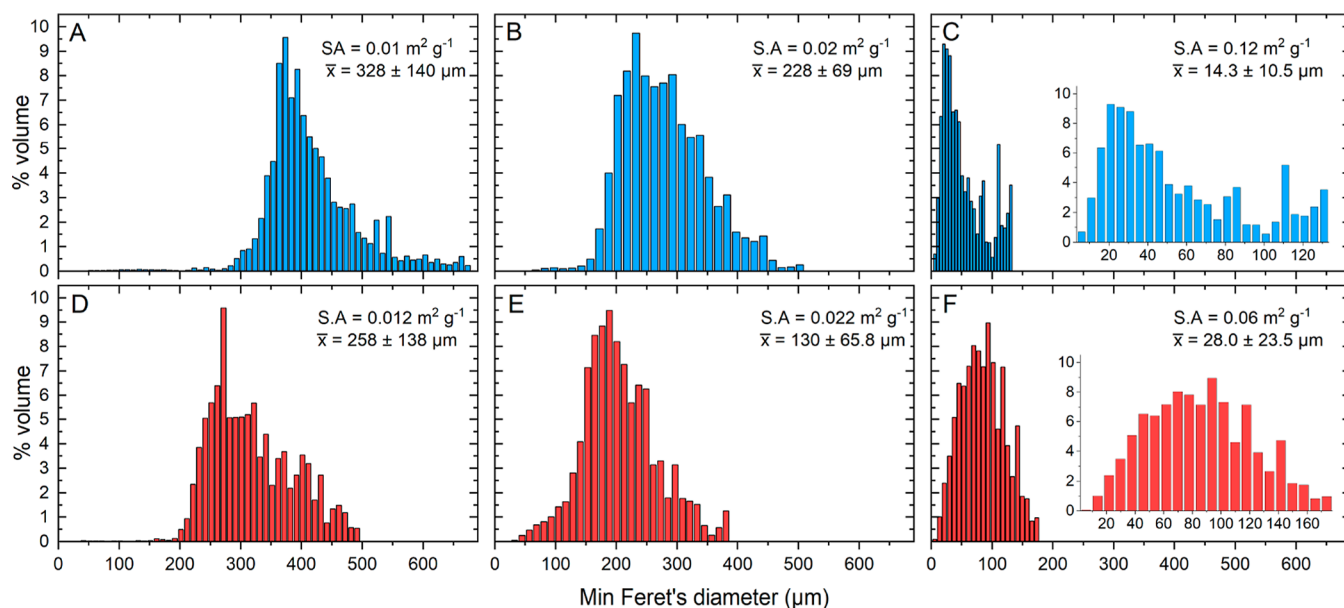 A
SA = 0.01 m² g⁻¹
x̅ = 328 ± 140 µm
B
S.A = 0.02 m² g⁻¹
x̅ = 228 ± 69 µm
C
S.A = 0.12 m² g⁻¹
x̅ = 14.3 ± 10.5 µm
% volume
10
9
8
7
6
5
4
3
2
1
0
10
8
6
4
2
0
20 40 60 80 100 120
D
S.A = 0.012 m² g⁻¹
x̅ = 258 ± 138 µm
E
S.A = 0.022 m² g⁻¹
x̅ = 130 ± 65.8 µm
F
S.A = 0.06 m² g⁻¹
x̅ = 28.0 ± 23.5 µm
% volume
10
9
8
7
6
5
4
3
2
1
0
10
8
6
4
2
0
20 40 60 80 100 120 140 160
0 100 200 300 400 500 600
0 100 200 300 400 500 600
0 100 200 300 400 500 600
Min Feret's diameter (µm)